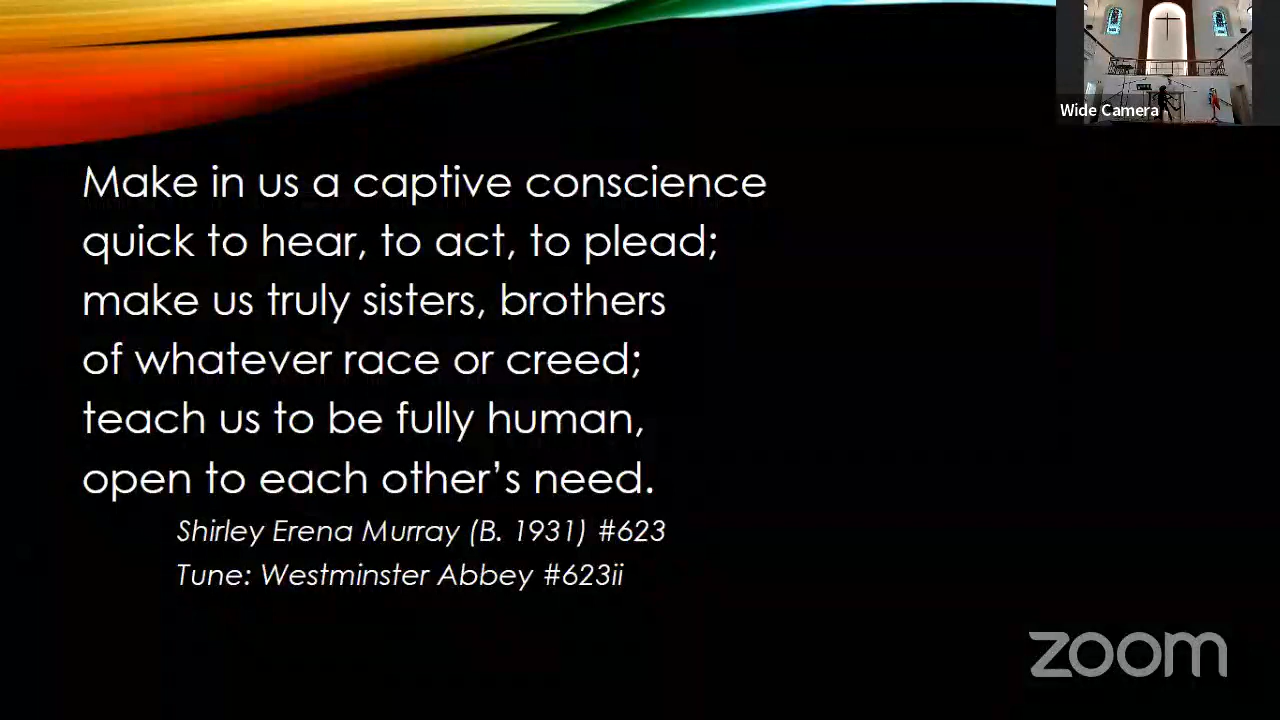 Wide Camera
Make in us a captive conscience
quick to hear, to act, to plead;
make us truly sisters, brothers
of whatever race or creed;
teach us to be fully human,
open to each other’s need.
Shirley Erena Murray (B. 1931) #623
Tune: Westminster Abbey #623ii
zoom